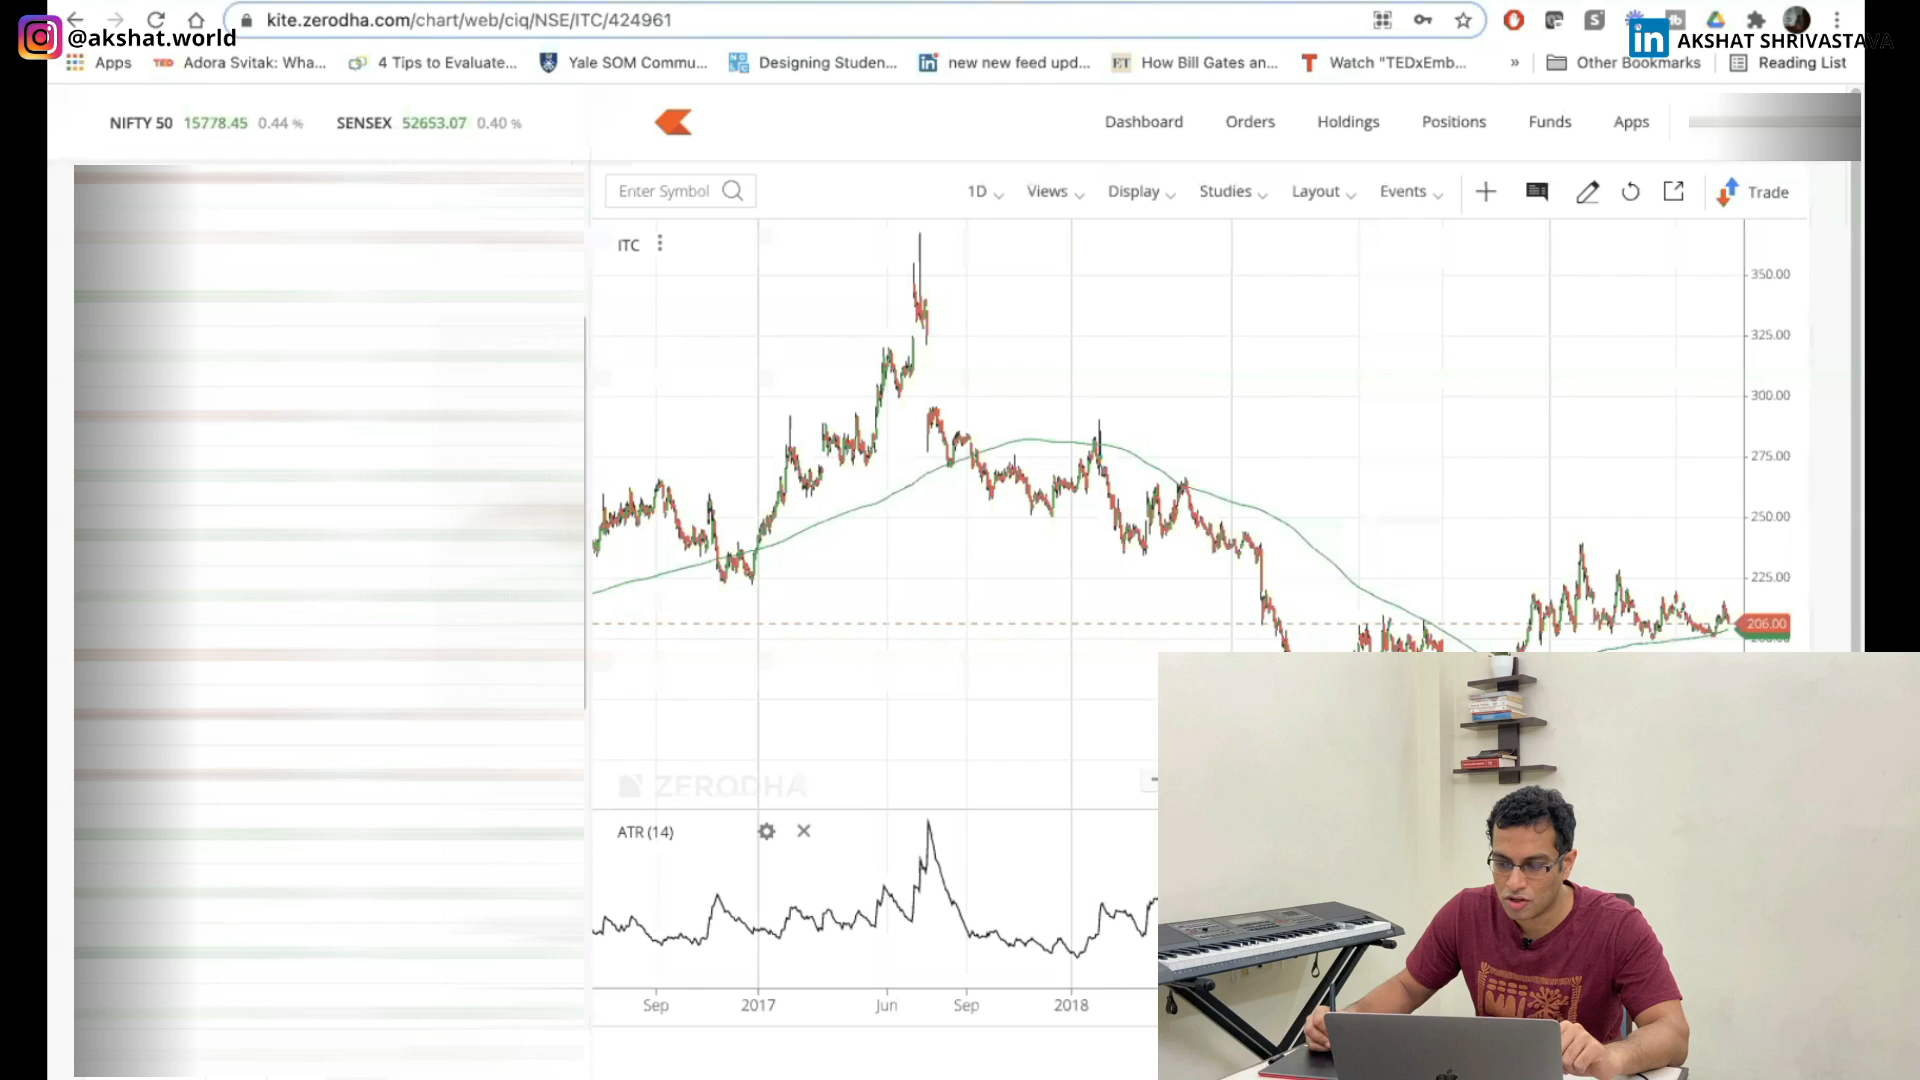 kite.zerodha.com/chart/web/ciq/NSE/ITC/424961
@akshat.world
AKSHAT SHRIVASTAVA
Apps
TED Adora Svitak: Wha...
4 Tips to Evaluate...
Yale SOM Commu...
Designing Studen...
in new new feed upd...
ET How Bill Gates an...
T Watch "TEDxEmb...
»
Other Bookmarks
Reading List
NIFTY 50 15778.45 0.44 %
SENSEX 52653.07 0.40 %
Dashboard
Orders
Holdings
Positions
Funds
Apps
Enter Symbol
1D
Views
Display
Studies
Layout
Events
Trade
ITC
350.00
325.00
300.00
275.00
250.00
225.00
206.00
ZERODHA
ATR (14)
Sep
2017
Jun
Sep
2018